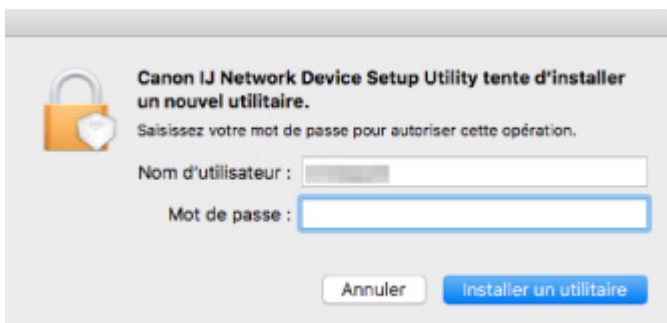 Canon IJ Network Device Setup Utility tente d'installer
un nouvel utilitaire.
Saisissez votre mot de passe pour autoriser cette opération.
Nom d'utilisateur :
Mot de passe :
Annuler
Installer un utilitaire